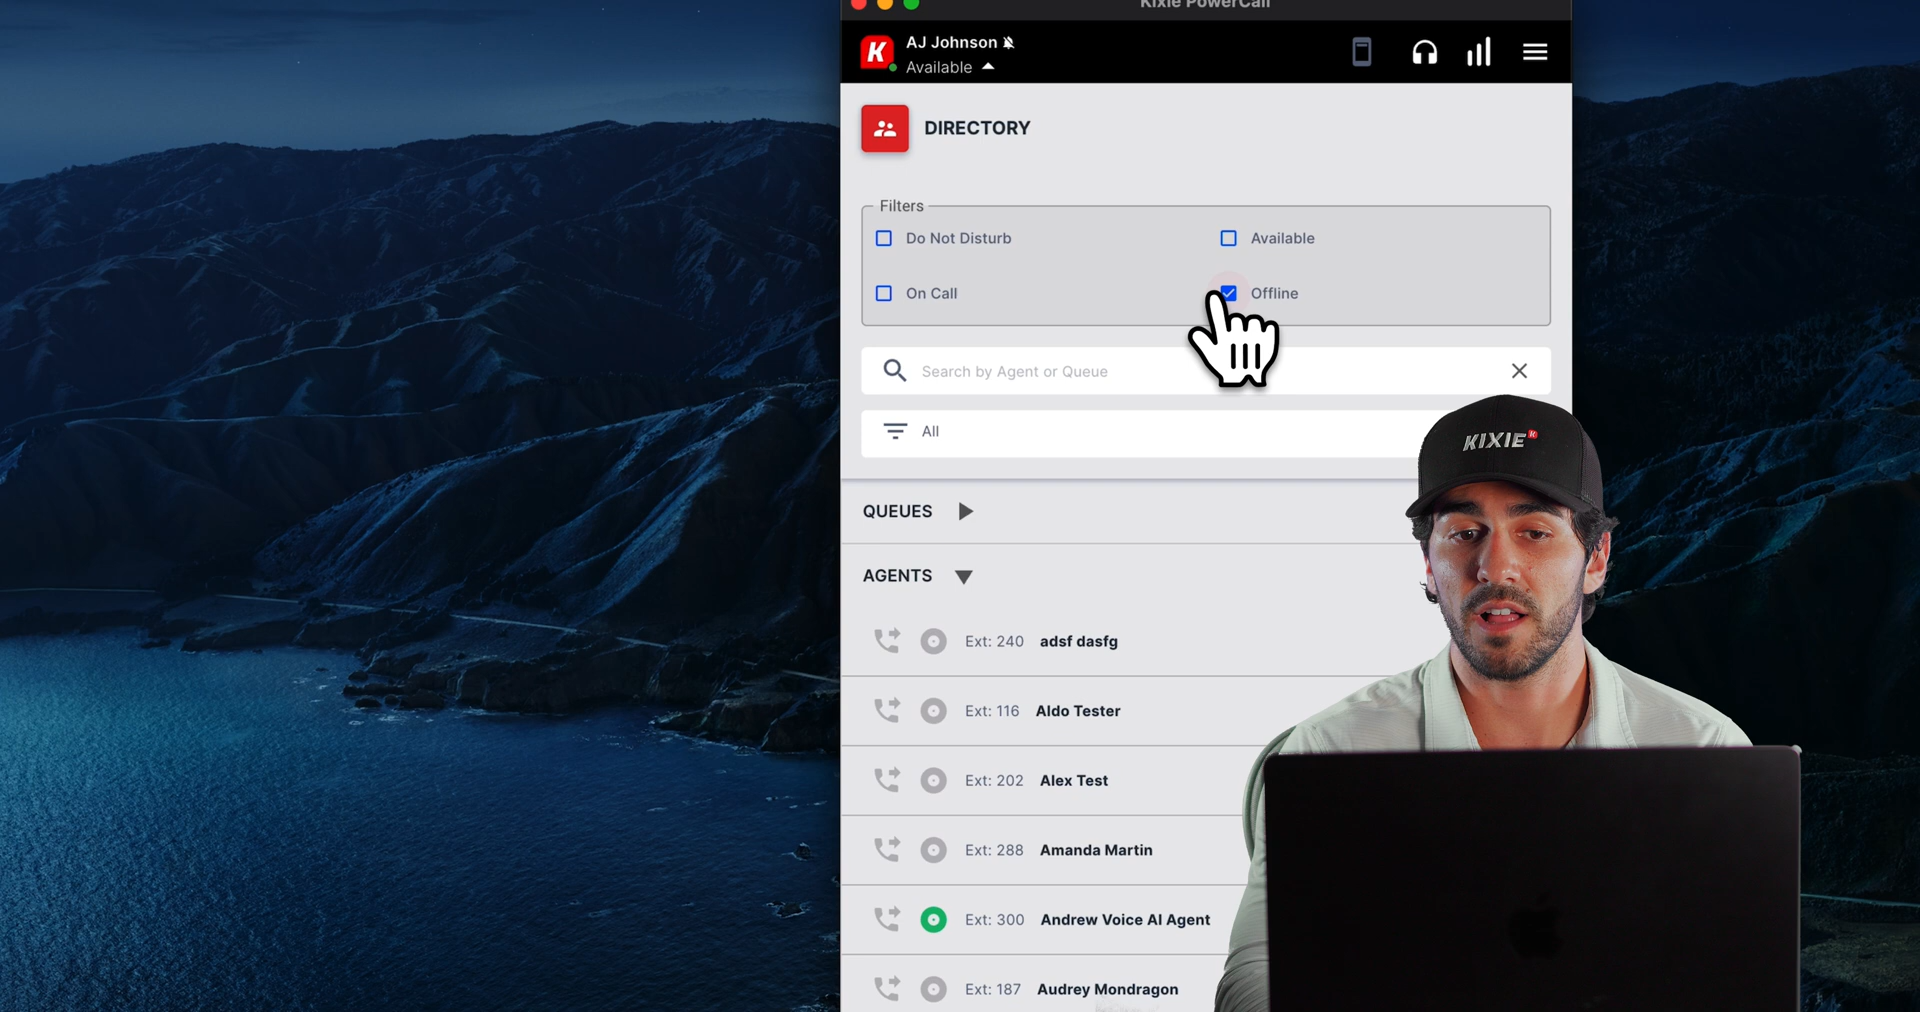 Kixie PowerCall
K
AJ Johnson
Available
DIRECTORY
Filters
Do Not Disturb
Available
On Call
Offline
Search by Agent or Queue
All
KIXIE K
QUEUES
AGENTS
Ext: 240 adsf dasfg
Ext: 116 Aldo Tester
Ext: 202 Alex Test
Ext: 288 Amanda Martin
Ext: 300 Andrew Voice AI Agent
Ext: 187 Audrey Mondragon